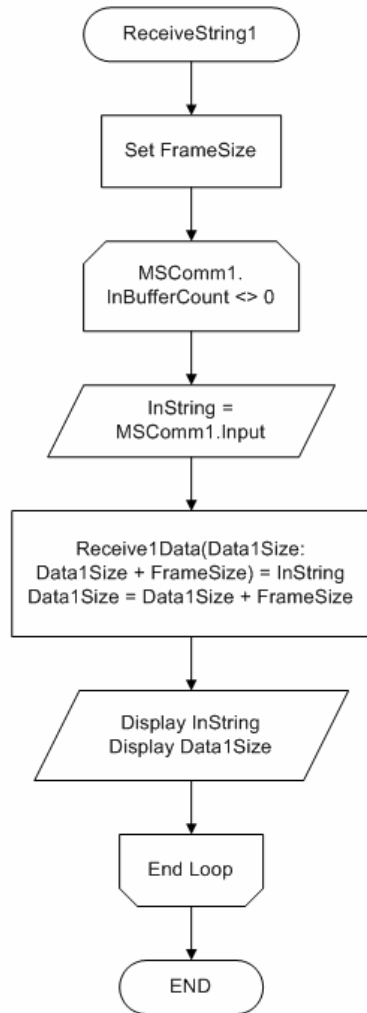 ReceiveString1
Set FrameSize
MSComm1.
InBufferCount <> 0
InString =
MSComm1.Input
Receive1Data(Data1Size:
Data1Size + FrameSize) = InString
Data1Size = Data1Size + FrameSize
Display InString
Display Data1Size
End Loop
END